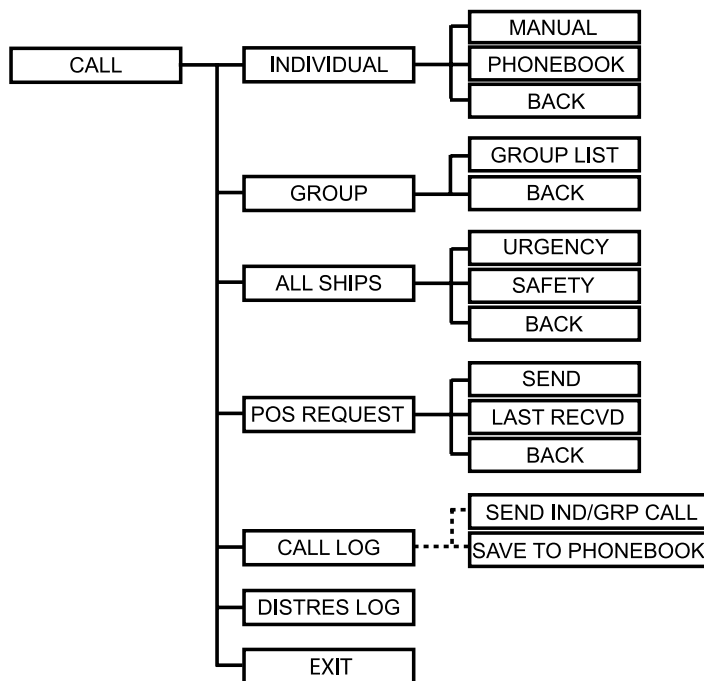 CALL
INDIVIDUAL
MANUAL
PHONEBOOK
BACK
GROUP
GROUP LIST
BACK
ALL SHIPS
URGENCY
SAFETY
BACK
POS REQUEST
SEND
LAST RECVD
BACK
CALL LOG
SEND IND/GRP CALL
SAVE TO PHONEBOOK
DISTRES LOG
EXIT